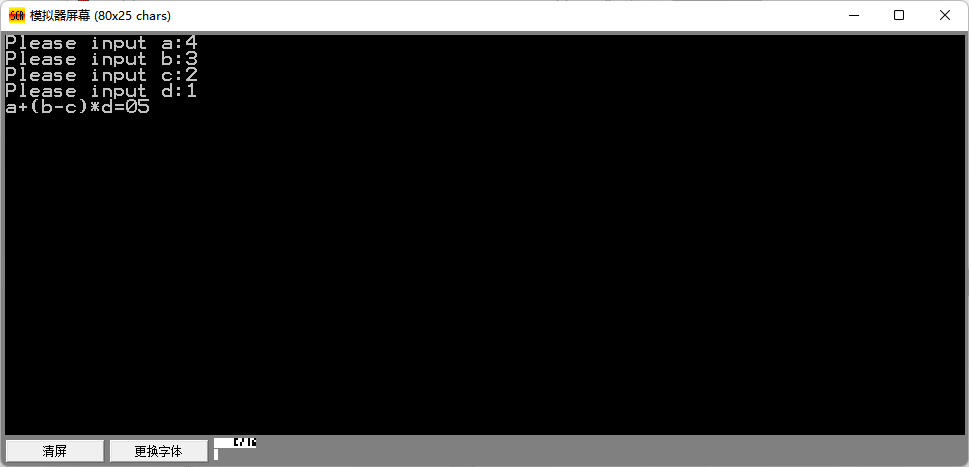 模拟器屏幕 (80x25 chars)
Please input a:4
Please input b:3
Please input c:2
Please input d:1
a+(b-c)*d=05
清屏
更换字体